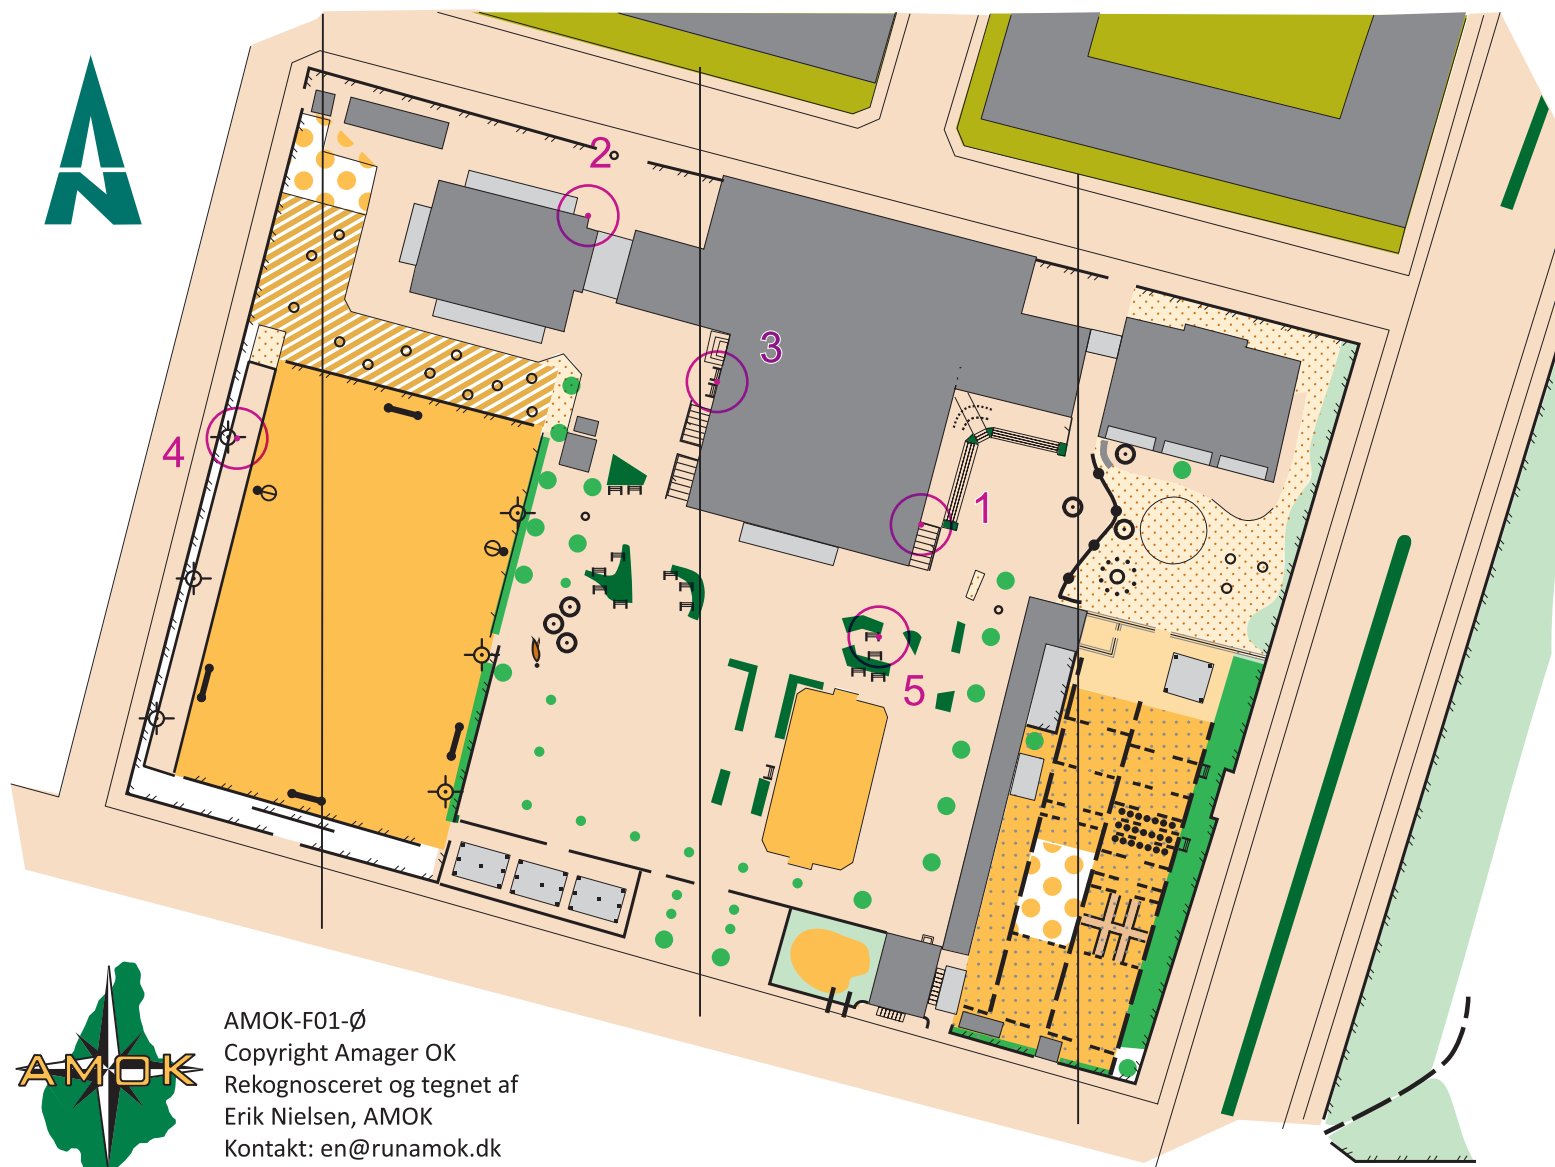 2
3
4
1
5
AMOK
AMOK-F01-Ø
Copyright Amager OK
Rekognosceret og tegnet af
Erik Nielsen, AMOK
Kontakt: en@runamok.dk